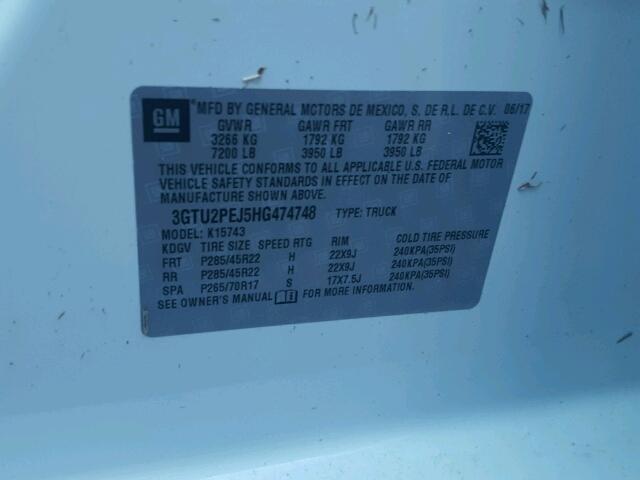 GM
MFD BY GENERAL MOTORS DE MEXICO, S. DE R.L. DE C.V. 06/17
GVWR GAWR FRT GAWR RR
3266 KG 1792 KG 1792 KG
7200 LB 3950 LB 3950 LB
THIS VEHICLE CONFORMS TO ALL APPLICABLE U.S. FEDERAL MOTOR
VEHICLE SAFETY STANDARDS IN EFFECT ON THE DATE OF
MANUFACTURE SHOWN ABOVE.
3GTU2PEJ5HG474748 TYPE: TRUCK
MODEL: K15743
KDGV TIRE SIZE SPEED RTG RIM COLD TIRE PRESSURE
FRT P285/45R22 H 22X9J 240KPA(35PSI)
RR P285/45R22 H 22X9J 240KPA(35PSI)
SPA P265/70R17 S 17X7.5J 240KPA(35PSI)
SEE OWNER'S MANUAL FOR MORE INFORMATION.